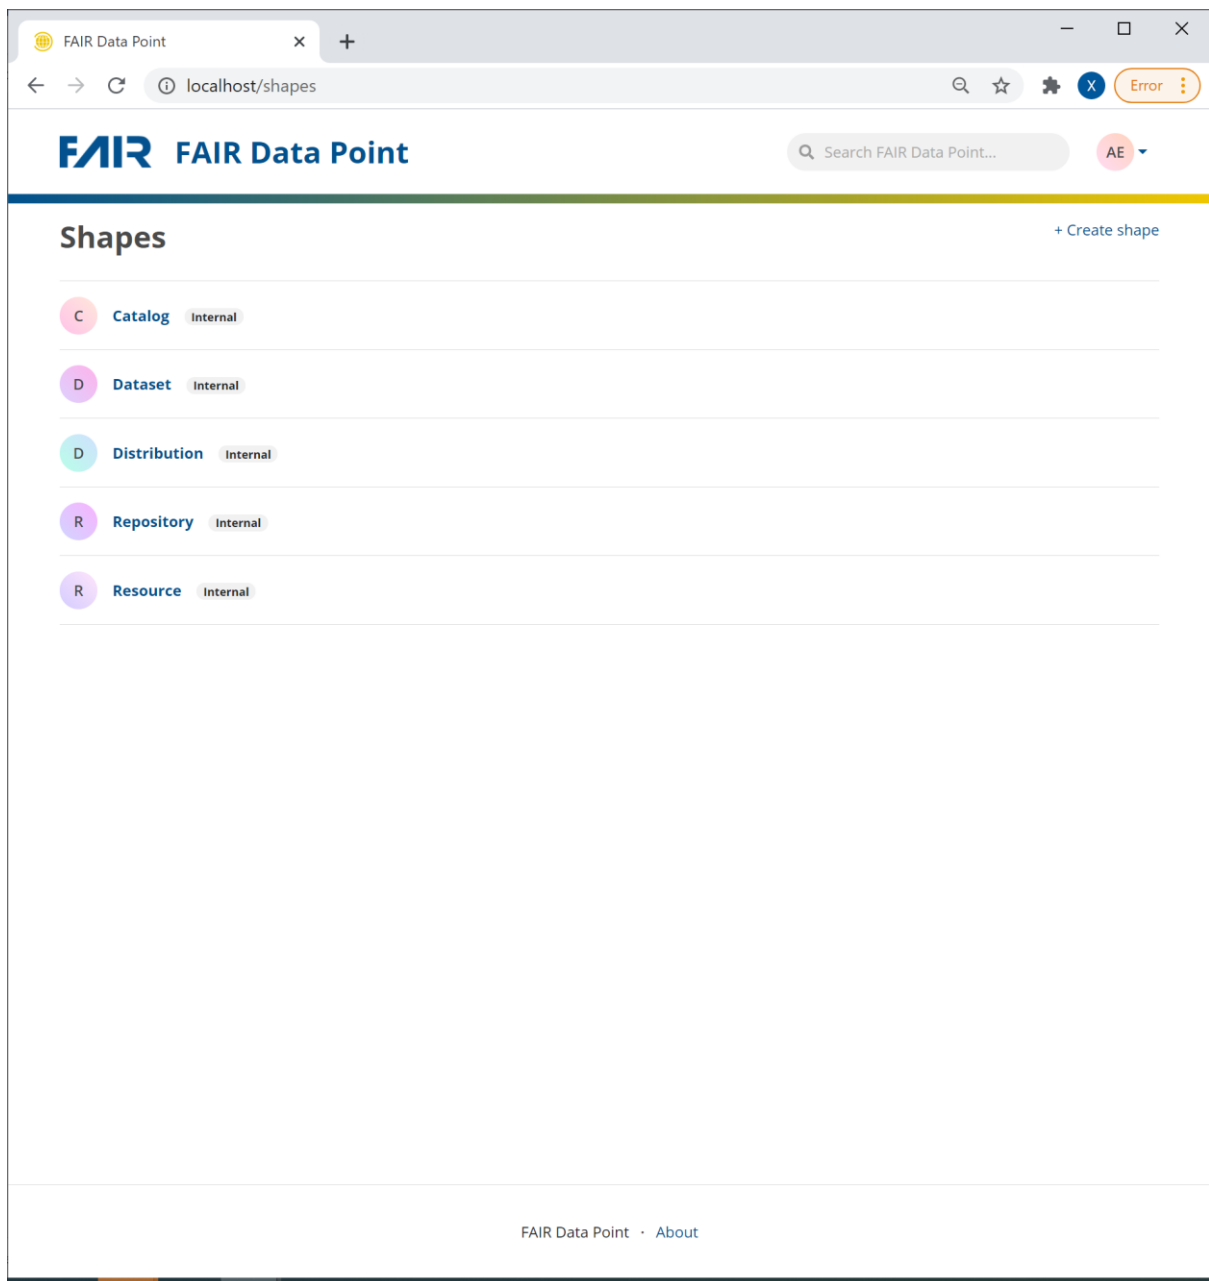 FAIR Data Point
localhost/shapes
X
Error
FAIR FAIR Data Point
Search FAIR Data Point...
AE
Shapes
+ Create shape
C Catalog Internal
D Dataset Internal
D Distribution Internal
R Repository Internal
R Resource Internal
FAIR Data Point · About